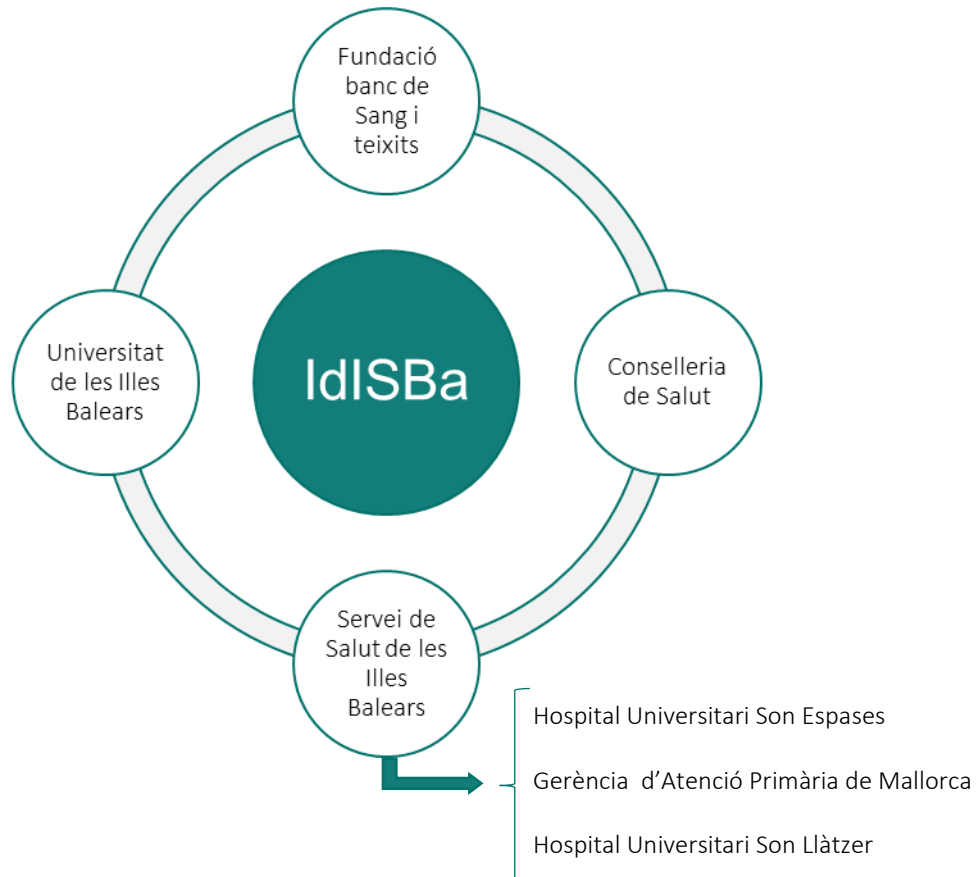 Fundació
banc de
Sang i
teixits
Universitat
de les Illes
Balears
IdISBa
Conselleria
de Salut
Servei de
Salut de les
Illes
Balears
Hospital Universitari Son Espases
Gerència d’Atenció Primària de Mallorca
Hospital Universitari Son Llàtzer